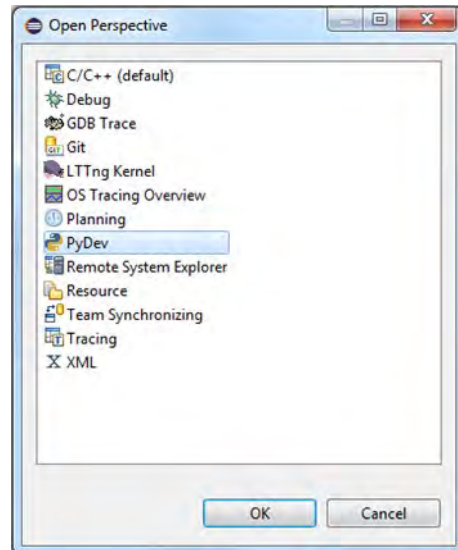 Open Perspective
C/C++ (default)
Debug
GDB Trace
Git
LTTng Kernel
OS Tracing Overview
Planning
PyDev
Remote System Explorer
Resource
Team Synchronizing
Tracing
XML
OK Cancel